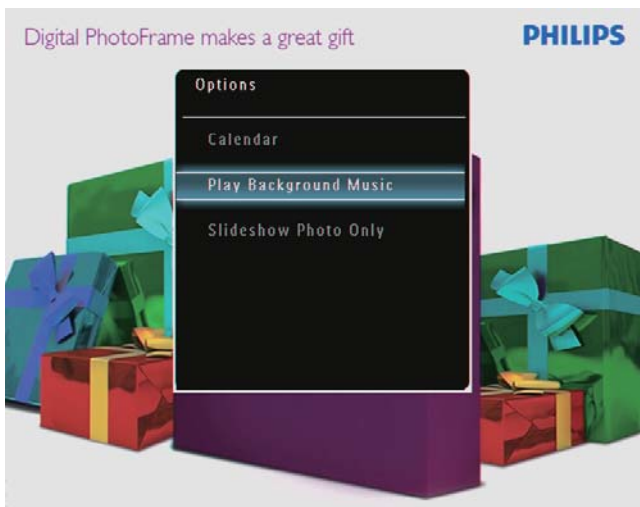 Digital PhotoFrame makes a great gift
PHILIPS
Options
Calendar
Play Background Music
Slideshow Photo Only